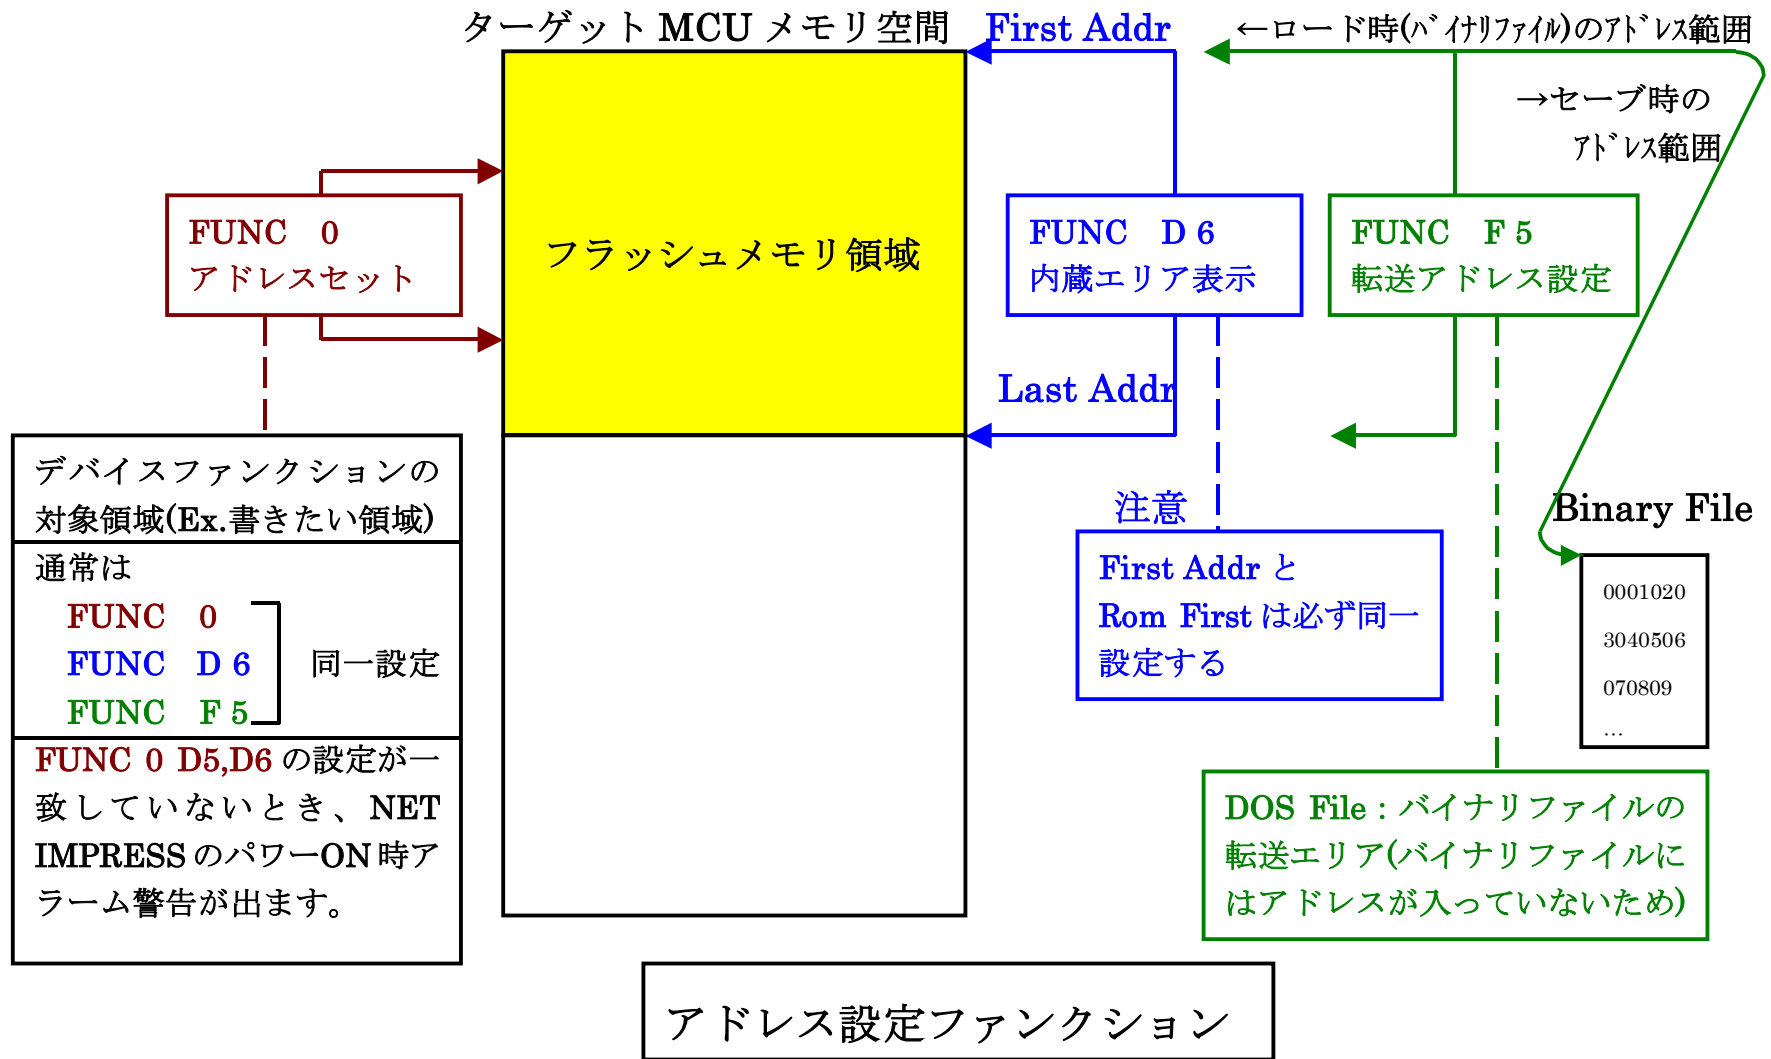 ターゲット MCU メモリ空間
First Addr
←ロード時(ﾊﾞｲﾅﾘﾌｧｲﾙ)のｱﾄﾞﾚｽ範囲
→セーブ時の
ｱﾄﾞﾚｽ範囲
FUNC 0
アドレスセット
フラッシュメモリ領域
FUNC D 6
内蔵エリア表示
FUNC F 5
転送アドレス設定
Last Addr
デバイスファンクションの
対象領域(Ex.書きたい領域)
通常は
FUNC 0
FUNC D 6
FUNC F 5
同一設定
FUNC 0 D5,D6 の設定が一
致していないとき、NET
IMPRESS のパワーON 時ア
ラーム警告が出ます。
注意
First Addr と
Rom First は必ず同一
設定する
Binary File
0001020
3040506
070809
…
DOS File : バイナリファイルの
転送エリア(バイナリファイルに
はアドレスが入っていないため)
アドレス設定ファンクション